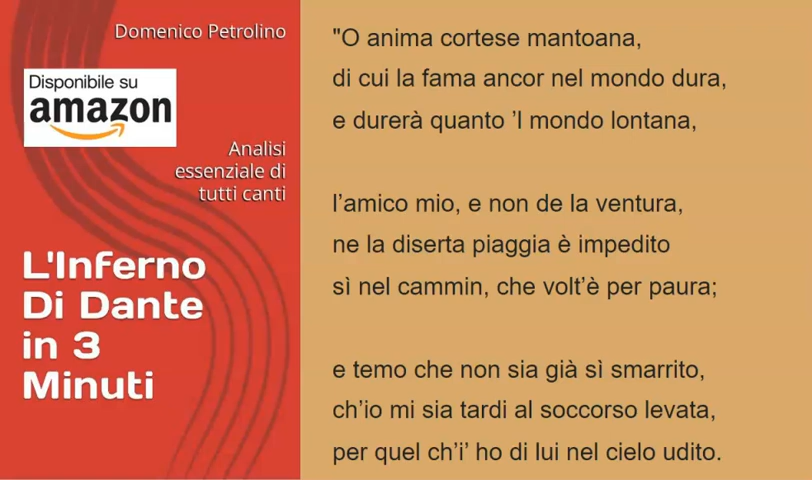 Domenico Petrolino
Disponibile su
amazon
Analisi
essenziale di
tutti canti
L'Inferno
Di Dante
in 3
Minuti
"O anima cortese mantoana,
di cui la fama ancor nel mondo dura,
e durerà quanto ’l mondo lontana,
l’amico mio, e non de la ventura,
ne la diserta piaggia è impedito
sì nel cammin, che volt’è per paura;
e temo che non sia già sì smarrito,
ch’io mi sia tardi al soccorso levata,
per quel ch’i’ ho di lui nel cielo udito.